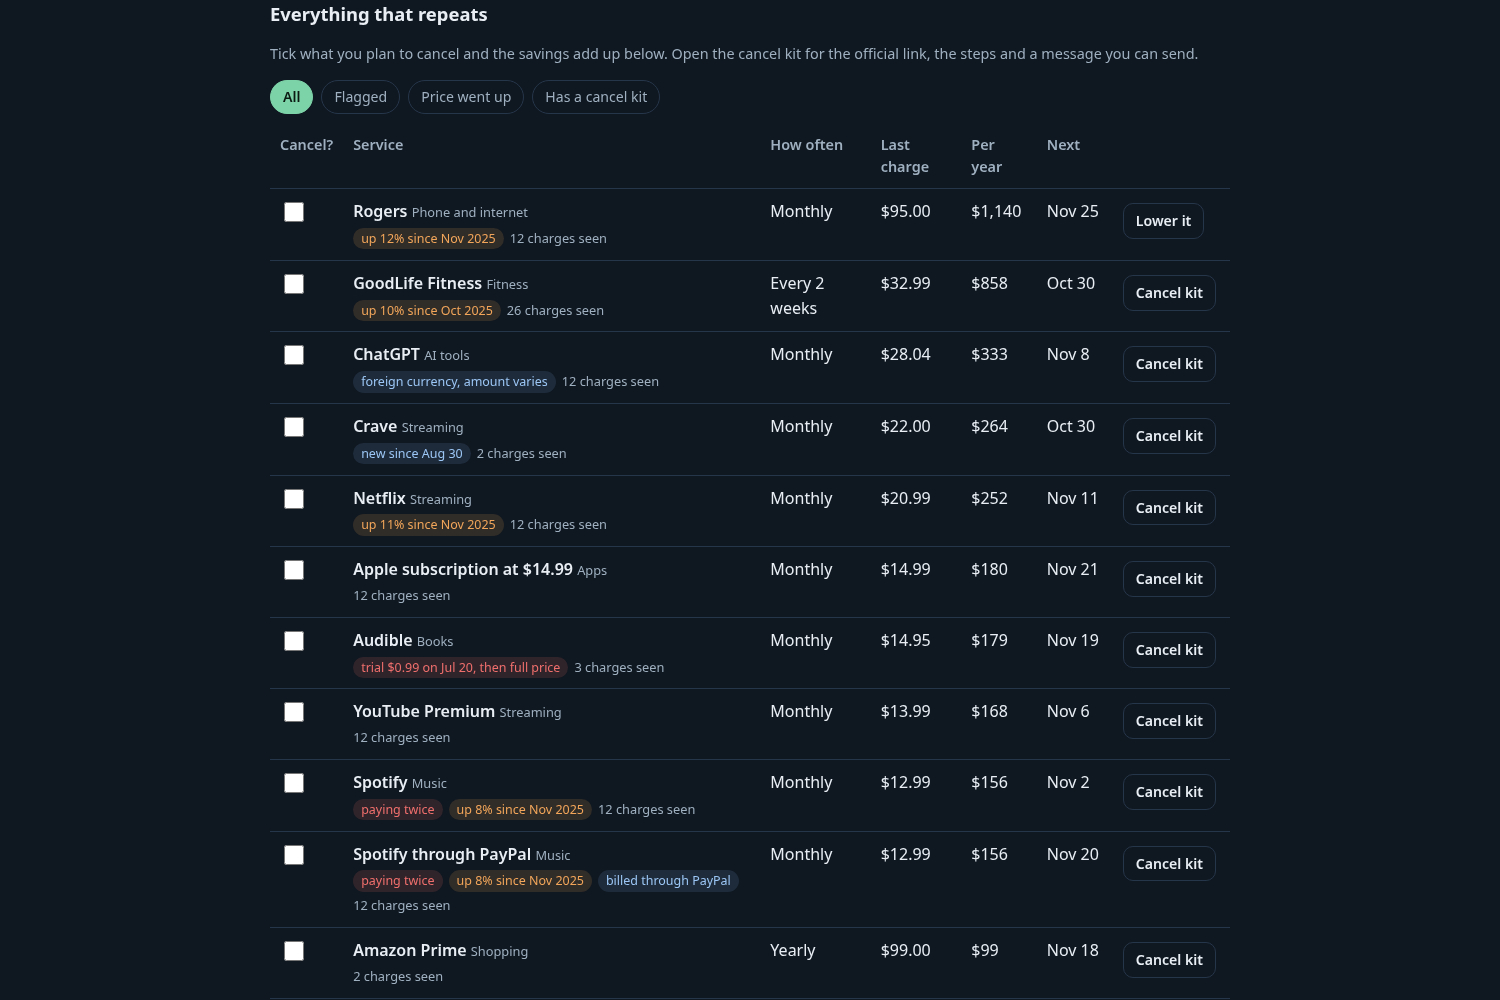 Everything that repeats
Tick what you plan to cancel and the savings add up below. Open the cancel kit for the official link, the steps and a message you can send.
All Flagged Price went up Has a cancel kit
Cancel? Service How often Last charge Per year Next
Rogers Phone and internet Monthly $95.00 $1,140 Nov 25 Lower it
up 12% since Nov 2025 12 charges seen
GoodLife Fitness Fitness Every 2 weeks $32.99 $858 Oct 30 Cancel kit
up 10% since Oct 2025 26 charges seen
ChatGPT AI tools Monthly $28.04 $333 Nov 8 Cancel kit
foreign currency, amount varies 12 charges seen
Crave Streaming Monthly $22.00 $264 Oct 30 Cancel kit
new since Aug 30 2 charges seen
Netflix Streaming Monthly $20.99 $252 Nov 11 Cancel kit
up 11% since Nov 2025 12 charges seen
Apple subscription at $14.99 Apps Monthly $14.99 $180 Nov 21 Cancel kit
12 charges seen
Audible Books Monthly $14.95 $179 Nov 19 Cancel kit
trial $0.99 on Jul 20, then full price 3 charges seen
YouTube Premium Streaming Monthly $13.99 $168 Nov 6 Cancel kit
12 charges seen
Spotify Music Monthly $12.99 $156 Nov 2 Cancel kit
paying twice up 8% since Nov 2025 12 charges seen
Spotify through PayPal Music Monthly $12.99 $156 Nov 20 Cancel kit
paying twice up 8% since Nov 2025 billed through PayPal
12 charges seen
Amazon Prime Shopping Yearly $99.00 $99 Nov 18 Cancel kit
2 charges seen